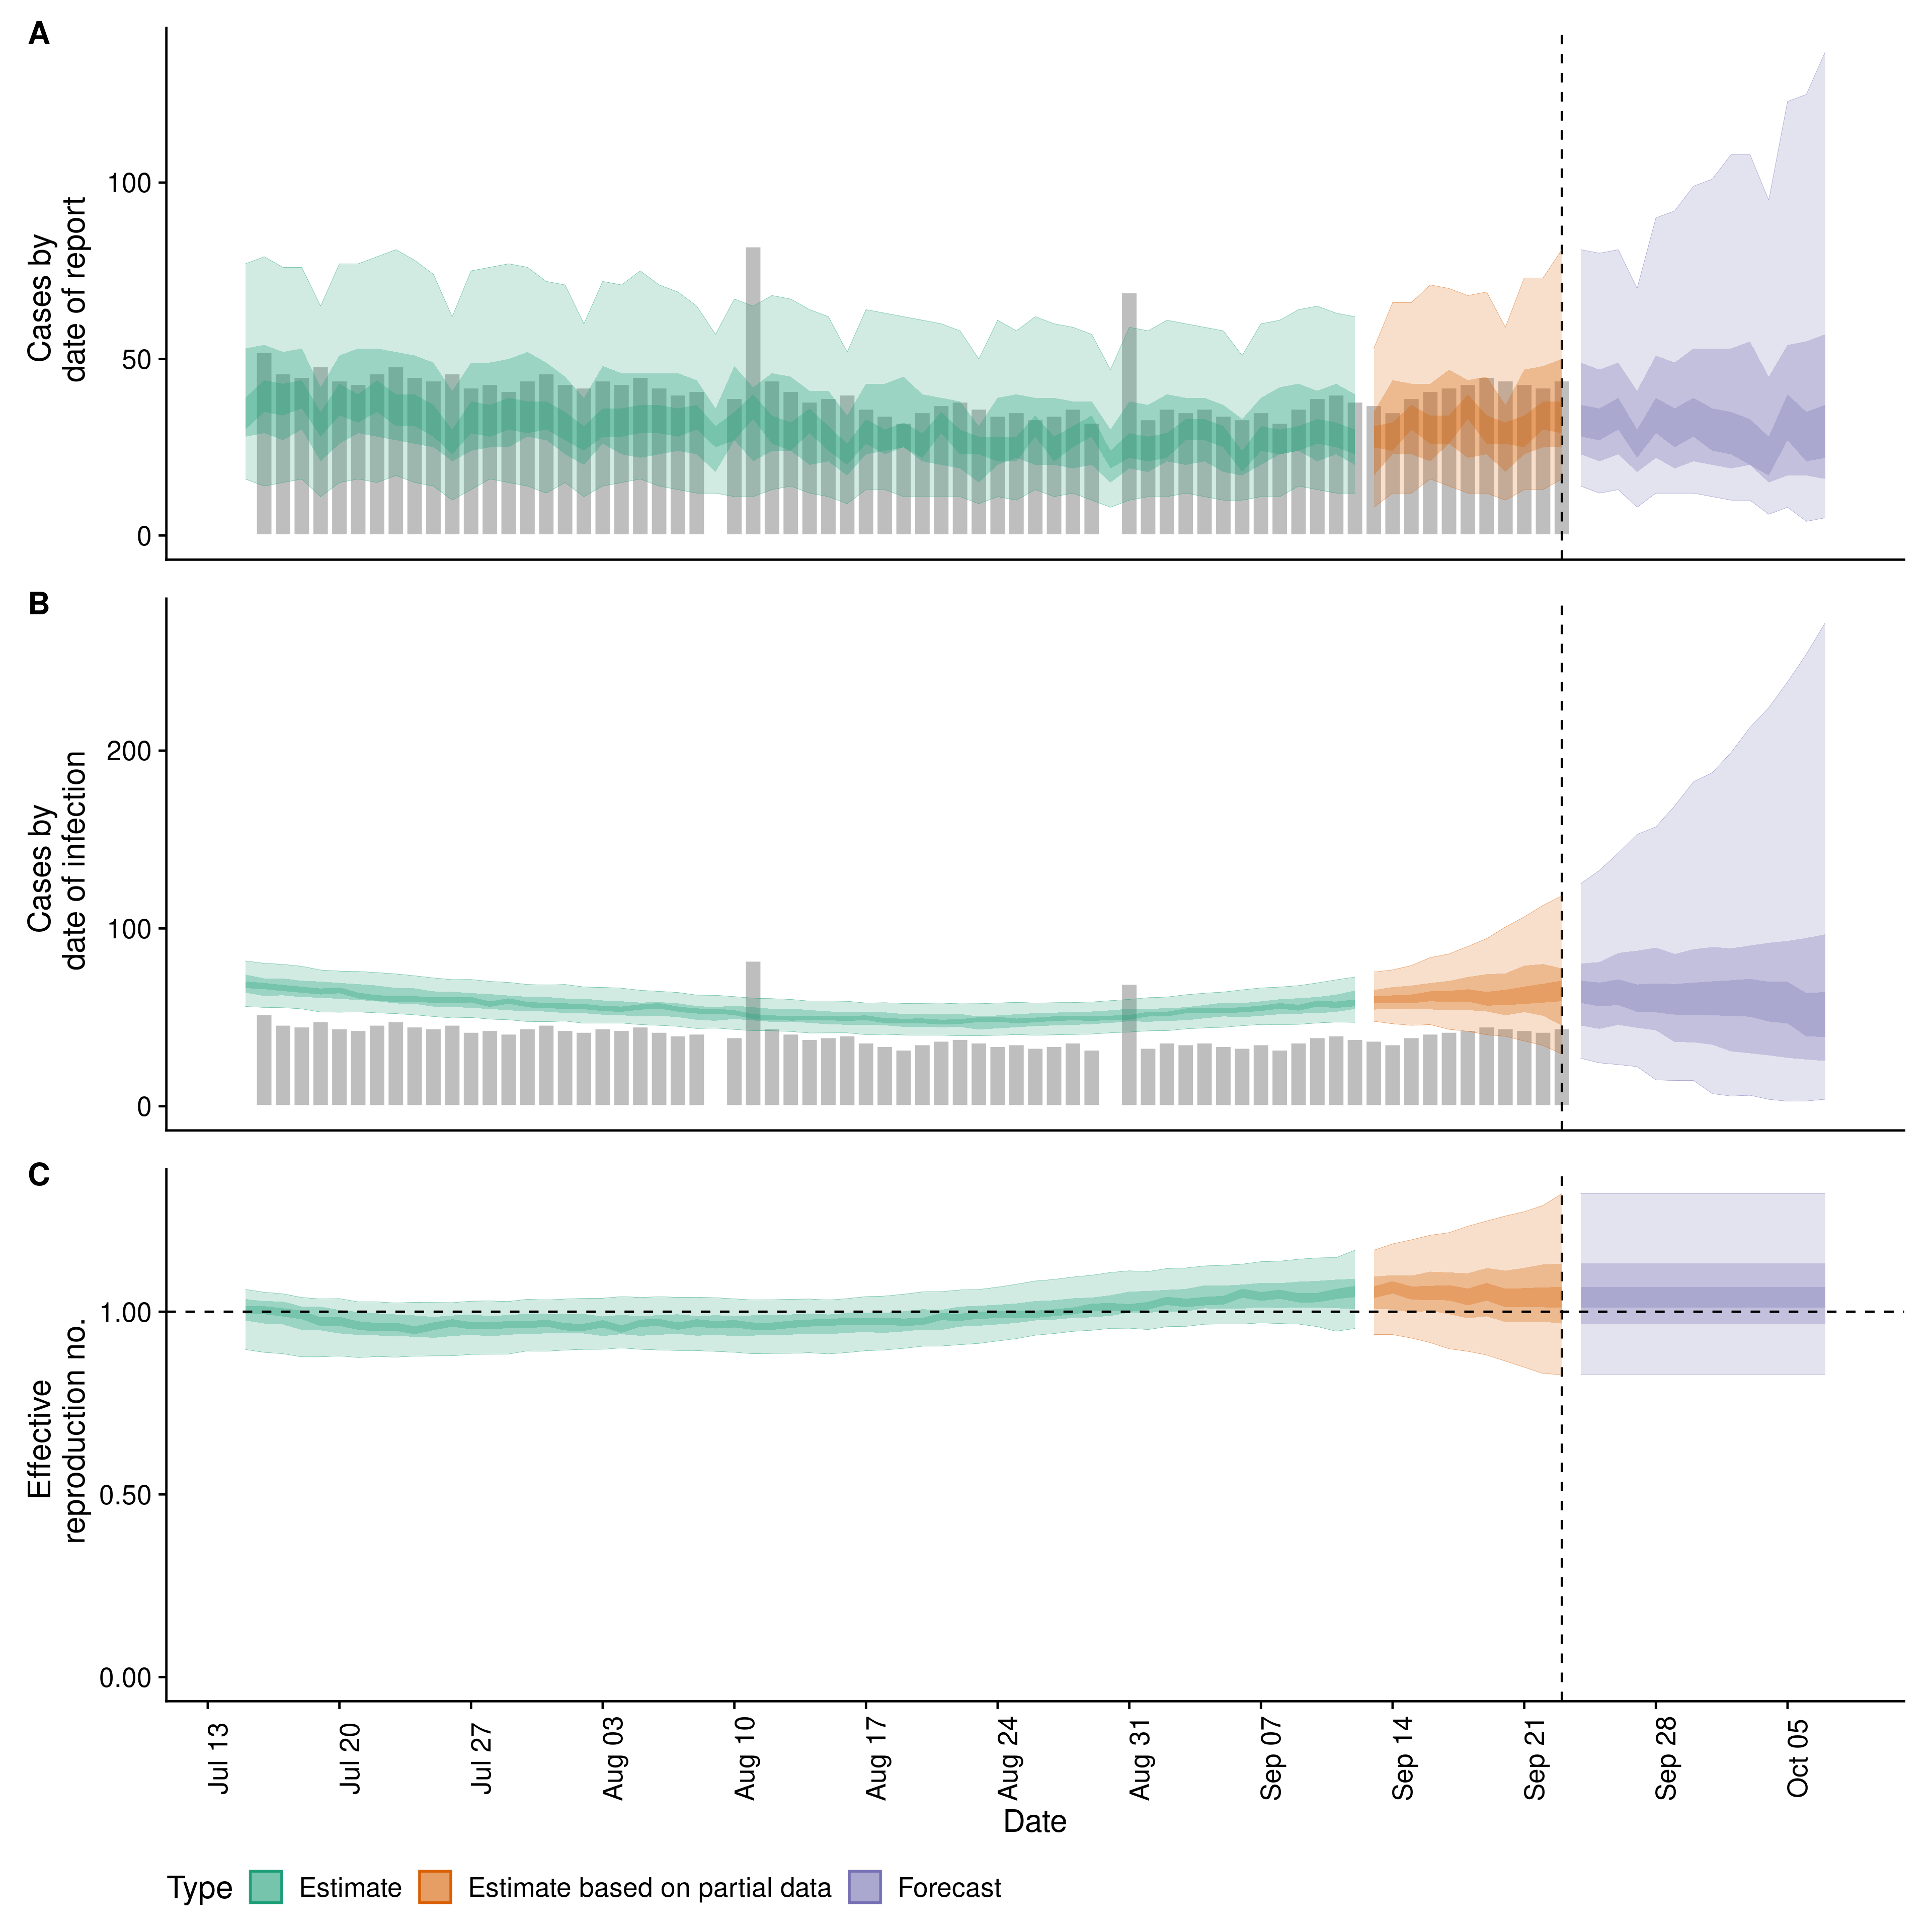 A
Cases by
date of report
100
50
0
B
Cases by
date of infection
200
100
0
C
Effective
reproduction no.
1.00
0.50
0.00
Jul 13
Jul 20
Jul 27
Aug 03
Aug 10
Aug 17
Aug 24
Aug 31
Sep 07
Sep 14
Sep 21
Sep 28
Oct 05
Date
Type Estimate Estimate based on partial data Forecast